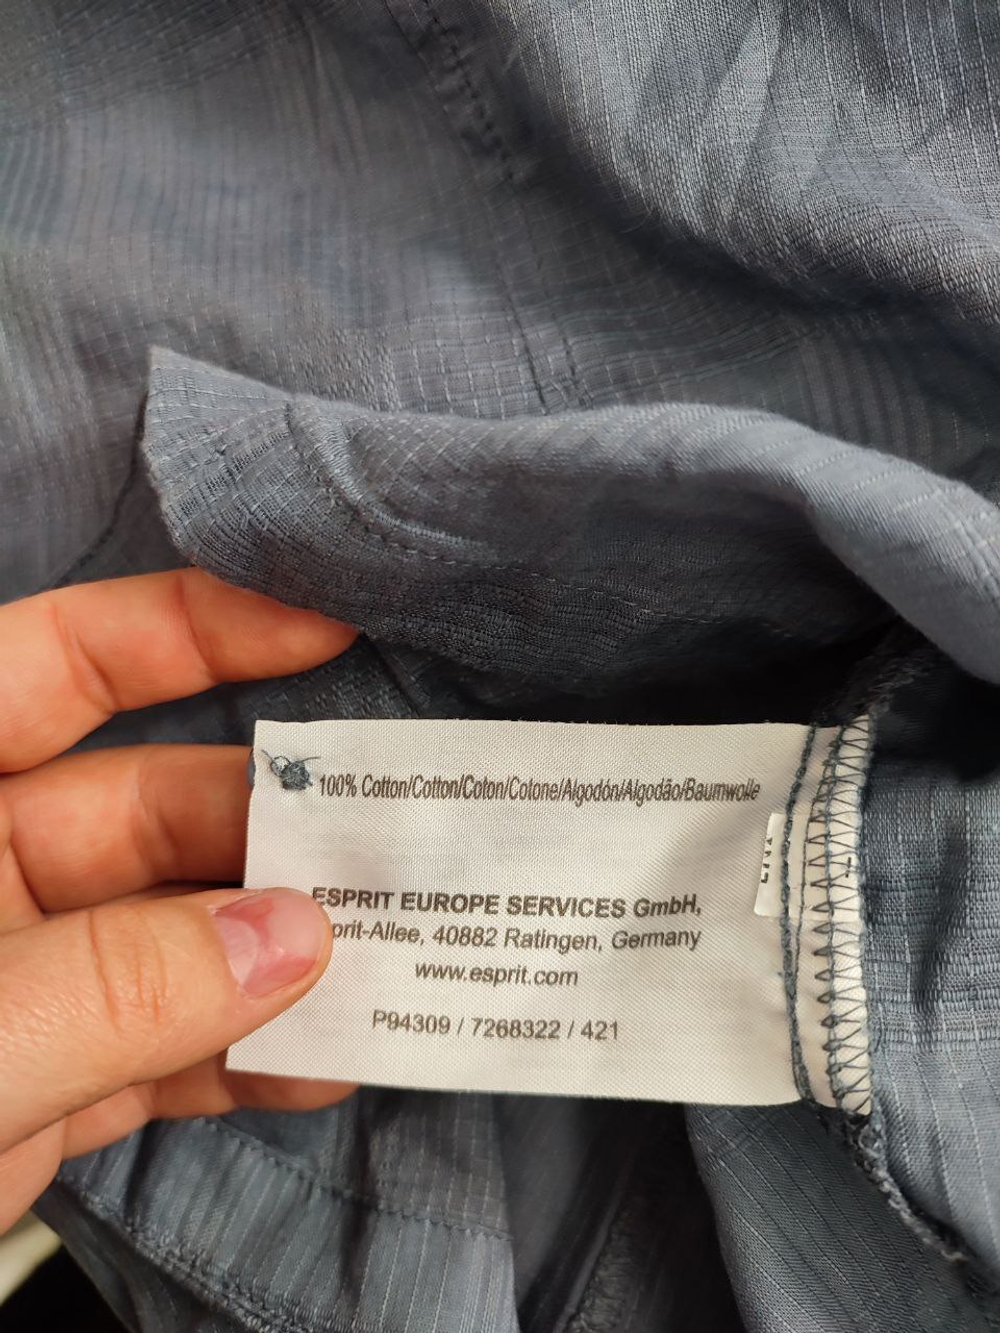 100% Cotton/Cotton/Coton/Cotone/Algodón/Algodão/Baumwolle
ESPRIT EUROPE SERVICES GmbH,
prit-Allee, 40882 Ratingen, Germany
www.esprit.com
P94309 / 7268322 / 421